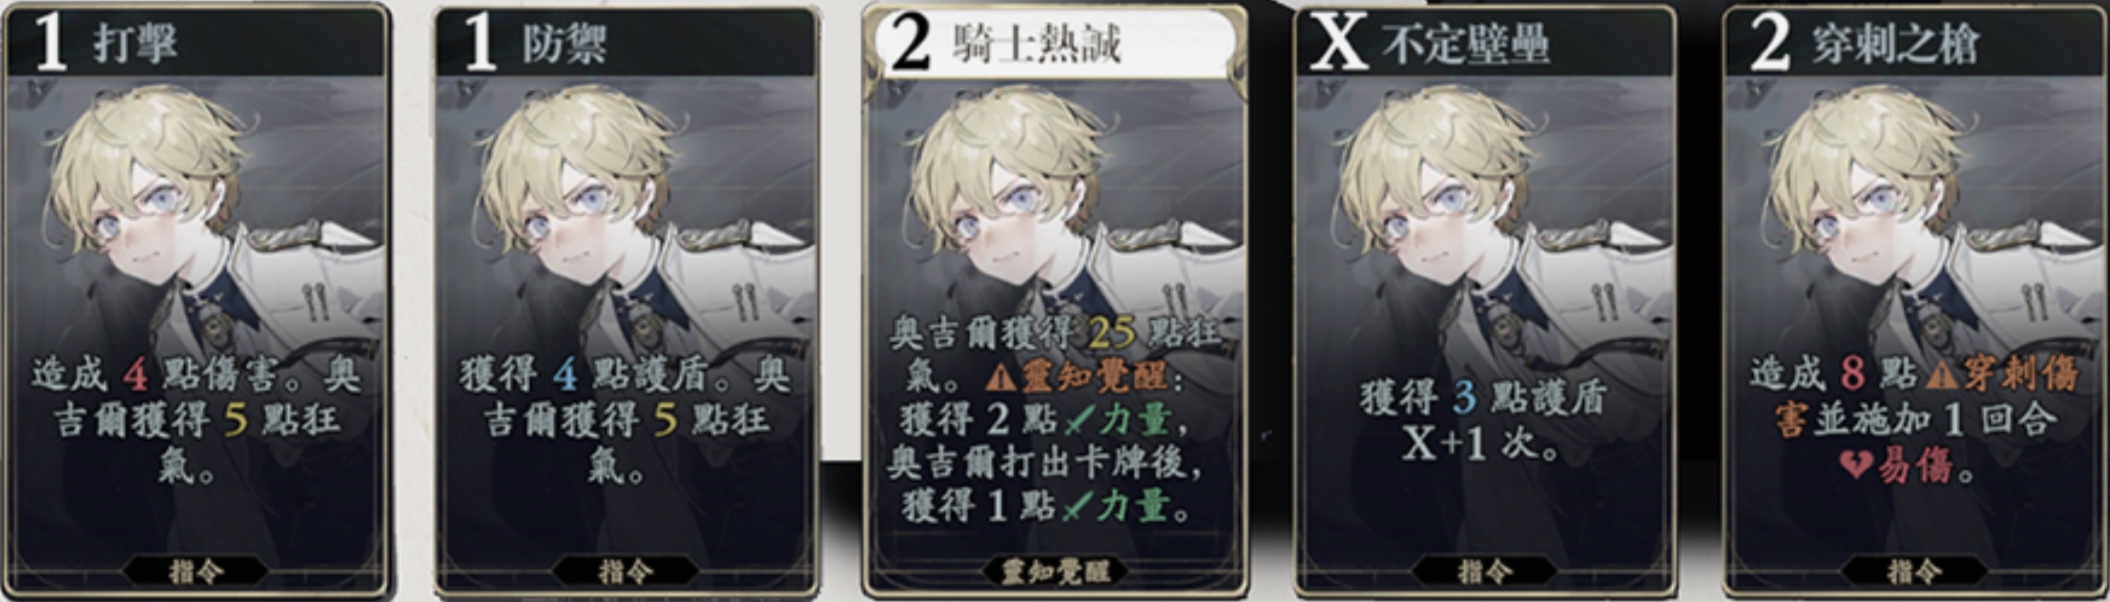 1 打擊
造成 4 點傷害。奧
吉爾獲得 5 點狂
氣。
指令
1 防禦
獲得 4 點護盾。奧
吉爾獲得 5 點狂
氣。
指令
2 騎士熱誠
奧吉爾獲得 25 點狂
氣。靈知覺醒:
獲得 2 點力量,
奧吉爾打出卡牌後,
獲得 1 點力量。
靈知覺醒
X 不定壁壘
獲得 3 點護盾
X+1 次。
指令
2 穿刺之槍
造成 8 點穿刺傷
害並施加 1 回合
易傷。
指令